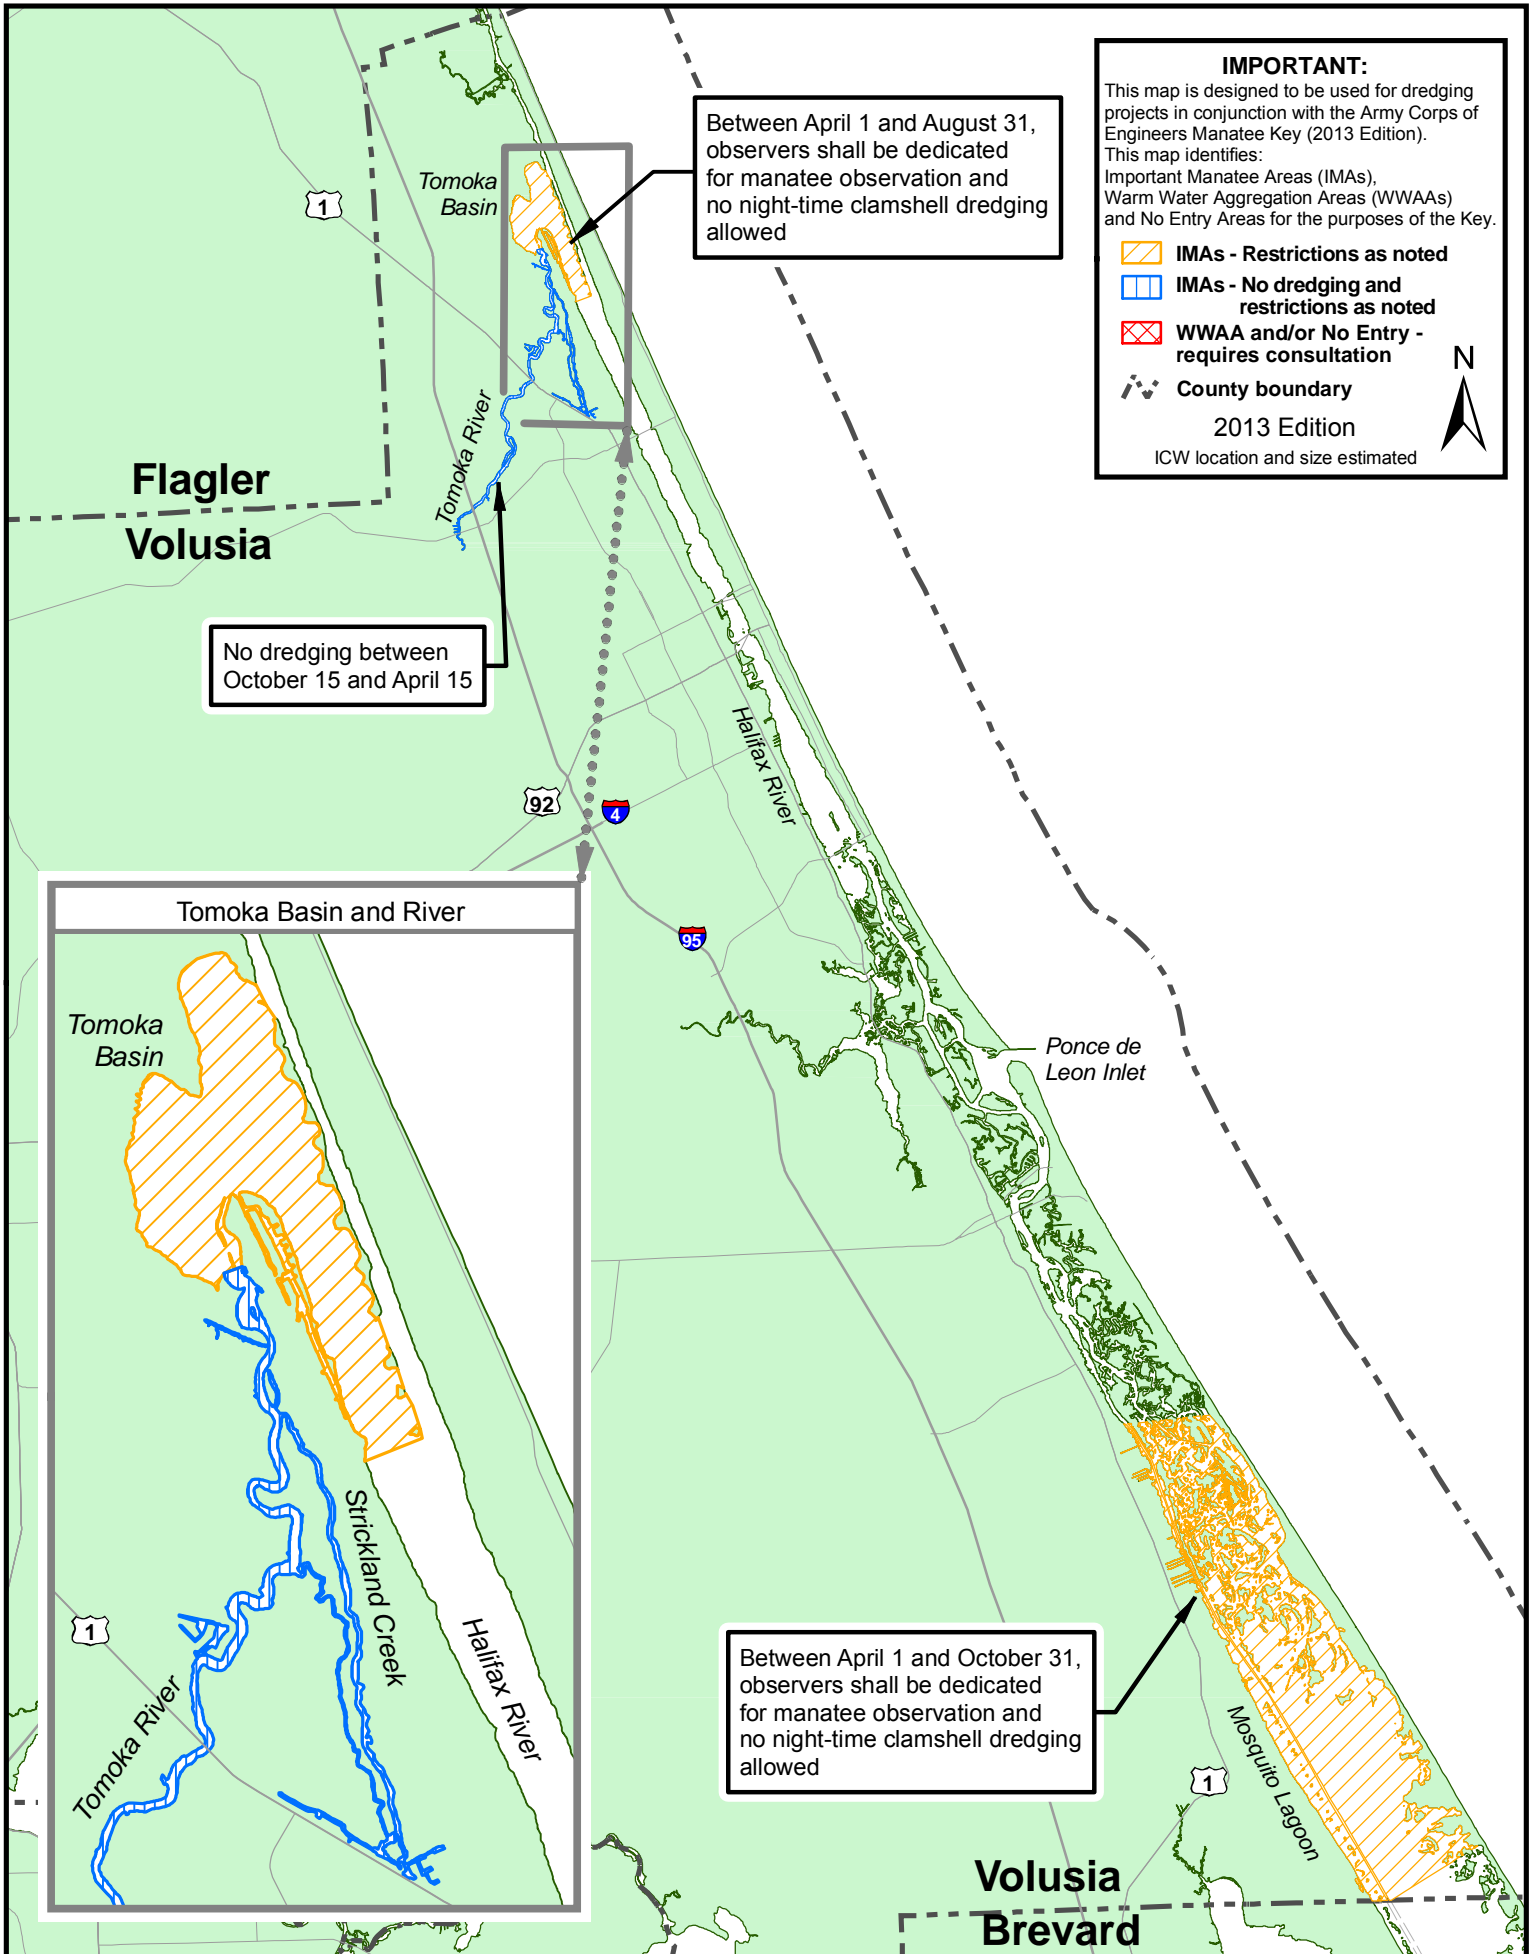 IMPORTANT:
This map is designed to be used for dredging
projects in conjunction with the Army Corps of
Engineers Manatee Key (2013 Edition).
This map identifies:
Important Manatee Areas (IMAs),
Warm Water Aggregation Areas (WWAAs)
and No Entry Areas for the purposes of the Key.
IMAs - Restrictions as noted
IMAs - No dredging and
restrictions as noted
WWAA and/or No Entry -
requires consultation
County boundary
N
2013 Edition
ICW location and size estimated
Between April 1 and August 31,
observers shall be dedicated
for manatee observation and
no night-time clamshell dredging
allowed
Tomoka
Basin
1
Tomoka River
Flagler
Volusia
No dredging between
October 15 and April 15
Halifax River
92
4
95
Ponce de
Leon Inlet
Tomoka Basin and River
Tomoka
Basin
Strickland Creek
Halifax River
1
Tomoka River
Between April 1 and October 31,
observers shall be dedicated
for manatee observation and
no night-time clamshell dredging
allowed
Mosquito Lagoon
1
Volusia
Brevard